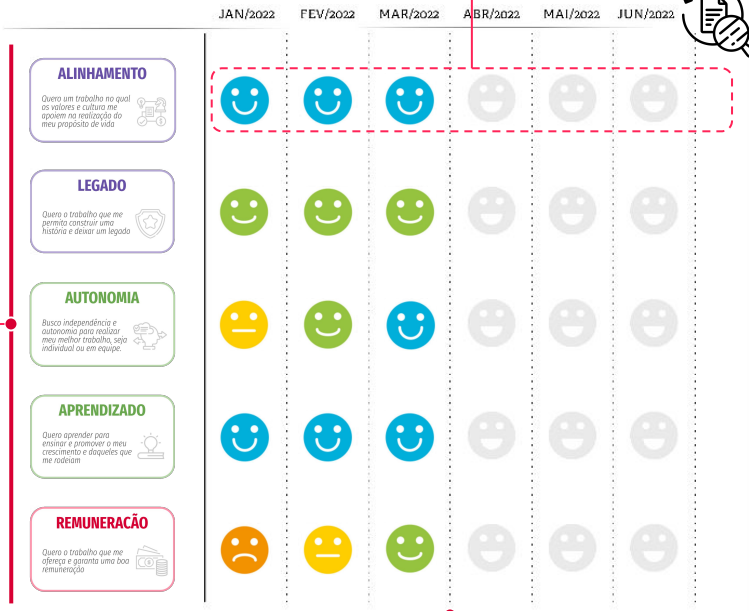 JAN/2022 FEV/2022 MAR/2022 ABR/2022 MAI/2022 JUN/2022
ALINHAMENTO
Quero um trabalho no qual
os valores e cultura me
apoiem na realização do
meu propósito de vida
LEGADO
Quero o trabalho que me
permita construir uma
história e deixar um legado
AUTONOMIA
Busco independência e
autonomia para realizar
meu melhor trabalho, seja
individual ou em equipe.
APRENDIZADO
Quero aprender para
ensinar e promover o meu
crescimento e daqueles que
me rodeiam
REMUNERACÃO
Quero o trabalho que me
ofereça e garanta uma boa
remuneração